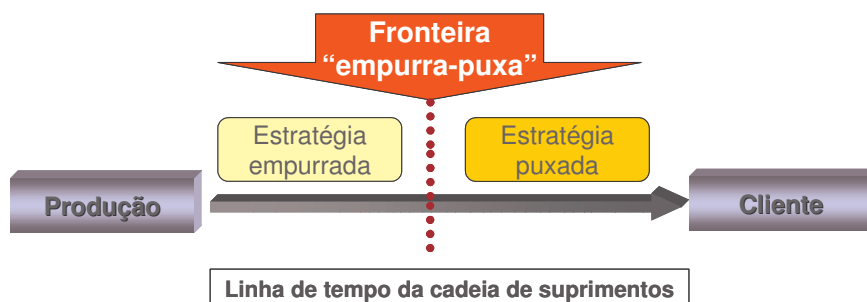 Fronteira
“empurra-puxa”
Estratégia
empurrada
Estratégia
puxada
Produção
Cliente
Linha de tempo da cadeia de suprimentos